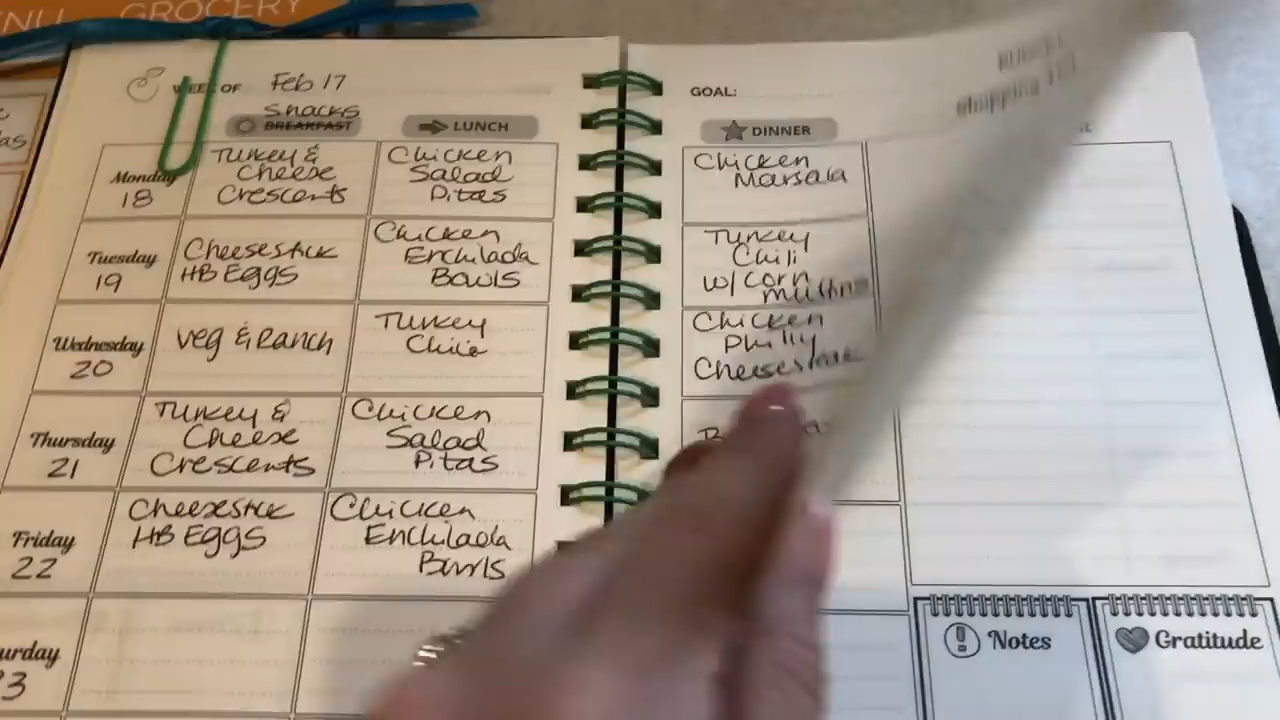 GROCERY
WEEK OF Feb 17
Snacks
BREAKFAST
LUNCH
Monday
18
Turkey &
Cheese
Crescents
Chicken
Salad
Pitas
Tuesday
19
Cheesestick
HB Eggs
Chicken
Enchilada
Bowls
Wednesday
20
Veg & Ranch
Turkey
Chili
Thursday
21
Turkey &
Cheese
Crescents
Chicken
Salad
Pitas
Friday
22
Cheesestick
HB Eggs
Chicken
Enchilada
Bowls
GOAL:
DINNER
Chicken
Marsala
Turkey
Chili
w/ corn
muffins
Chicken
Philly
Notes
Gratitude